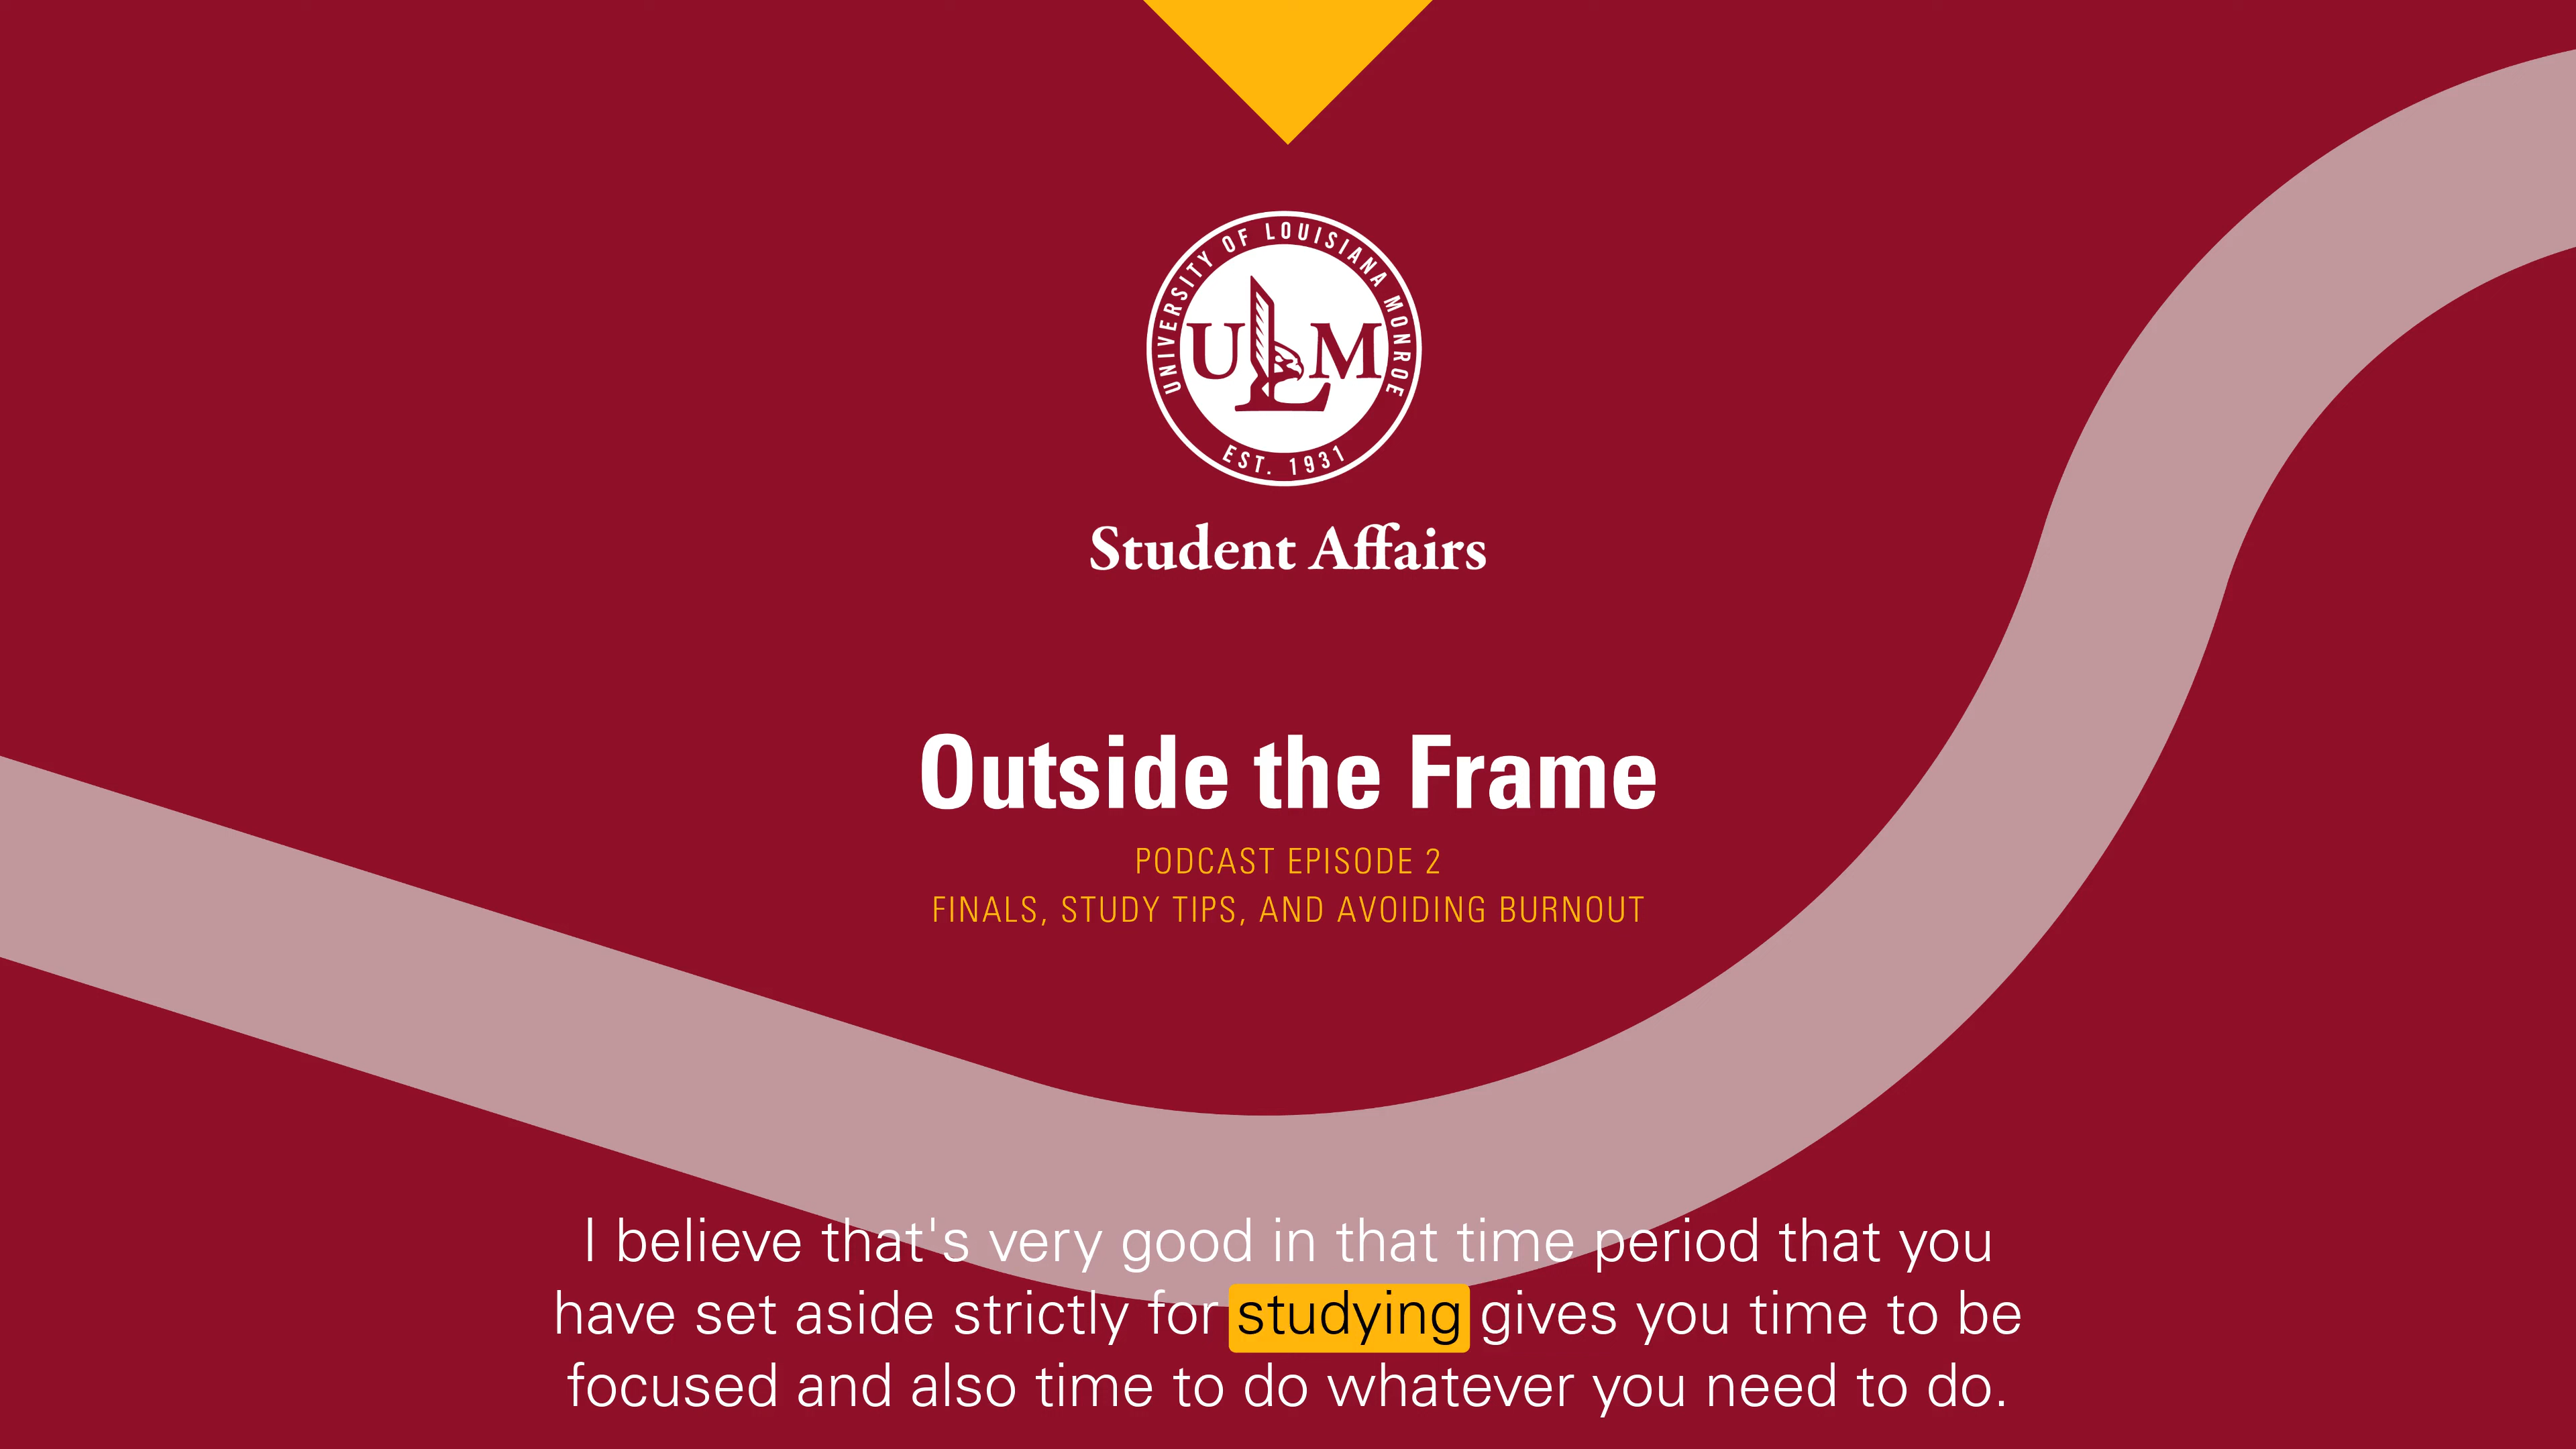 UNIVERSITY OF LOUISIANA MONROE
ULM
EST. 1931
Student Affairs
Outside the Frame
PODCAST EPISODE 2
FINALS, STUDY TIPS, AND AVOIDING BURNOUT
I believe that's very good in that time period that you
have set aside strictly for studying gives you time to be
focused and also time to do whatever you need to do.